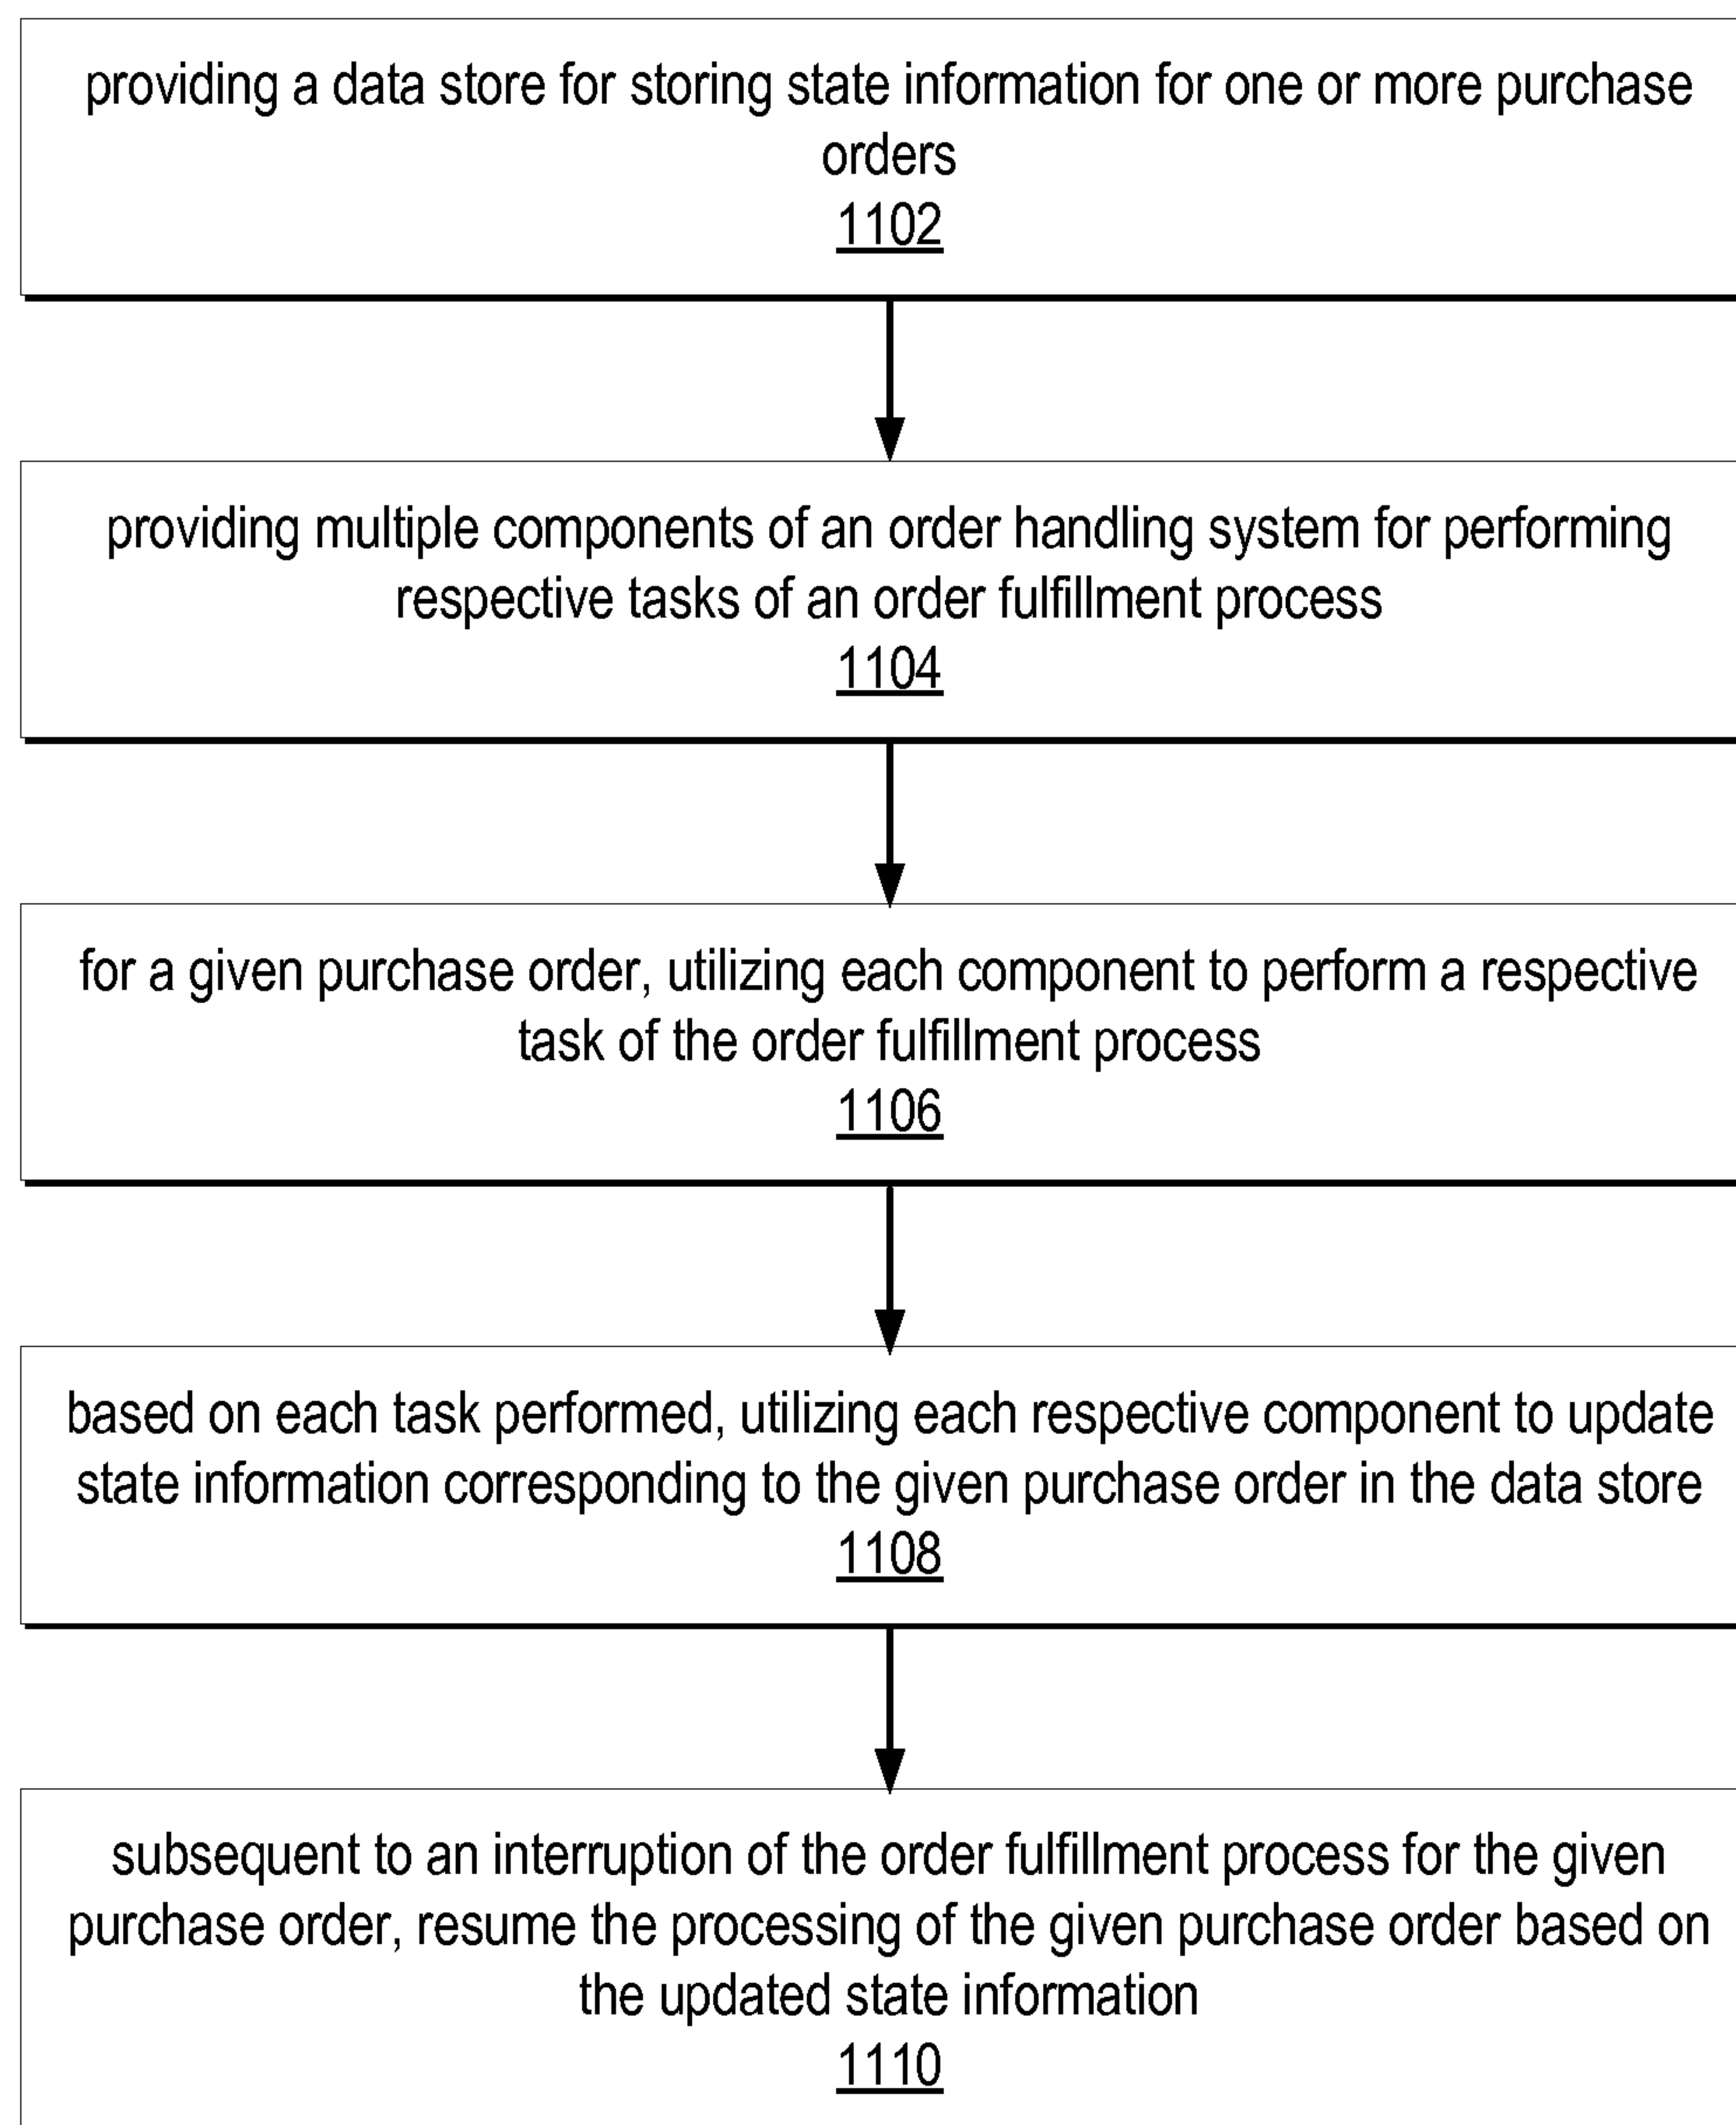 providing a data store for storing state information for one or more purchase
orders
1102
providing multiple components of an order handling system for performing
respective tasks of an order fulfillment process
1104
for a given purchase order, utilizing each component to perform a respective
task of the order fulfillment process
1106
based on each task performed, utilizing each respective component to update
state information corresponding to the given purchase order in the data store
1108
subsequent to an interruption of the order fulfillment process for the given
purchase order, resume the processing of the given purchase order based on
the updated state information
1110